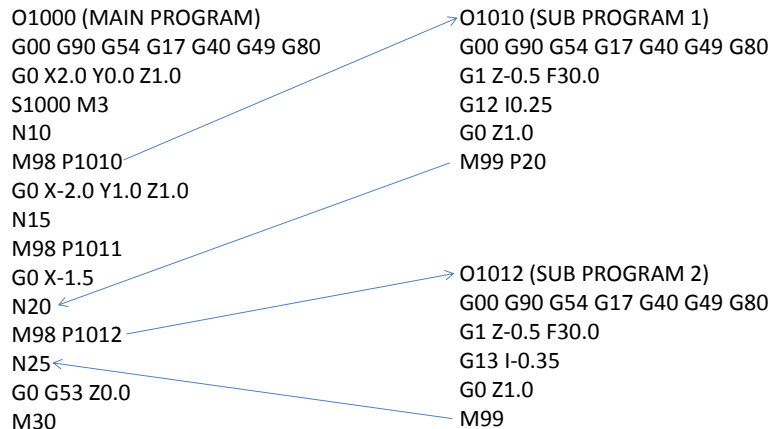 O1000 (MAIN PROGRAM)
G00 G90 G54 G17 G40 G49 G80
G0 X2.0 Y0.0 Z1.0
S1000 M3
N10
M98 P1010
G0 X-2.0 Y1.0 Z1.0
N15
M98 P1011
G0 X-1.5
N20
M98 P1012
N25
G0 G53 Z0.0
M30
O1010 (SUB PROGRAM 1)
G00 G90 G54 G17 G40 G49 G80
G1 Z-0.5 F30.0
G12 I0.25
G0 Z1.0
M99 P20
O1012 (SUB PROGRAM 2)
G00 G90 G54 G17 G40 G49 G80
G1 Z-0.5 F30.0
G13 I-0.35
G0 Z1.0
M99